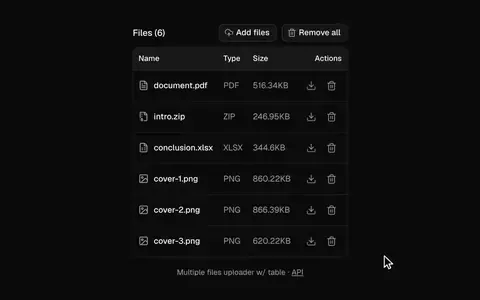 Files (6) Add files Remove all
Name Type Size Actions
document.pdf PDF 516.34KB
intro.zip ZIP 246.95KB
conclusion.xlsx XLSX 344.6KB
cover-1.png PNG 860.22KB
cover-2.png PNG 866.39KB
cover-3.png PNG 620.22KB
Multiple files uploader w/ table · API